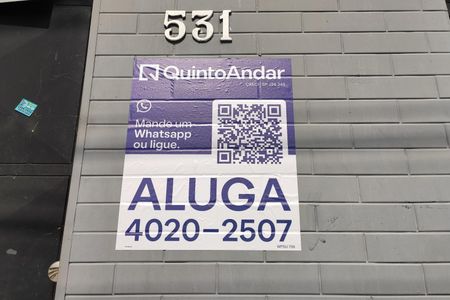 531
QuintoAndar
Mande um
Whatsapp
ou ligue.
ALUGA
4020-2507